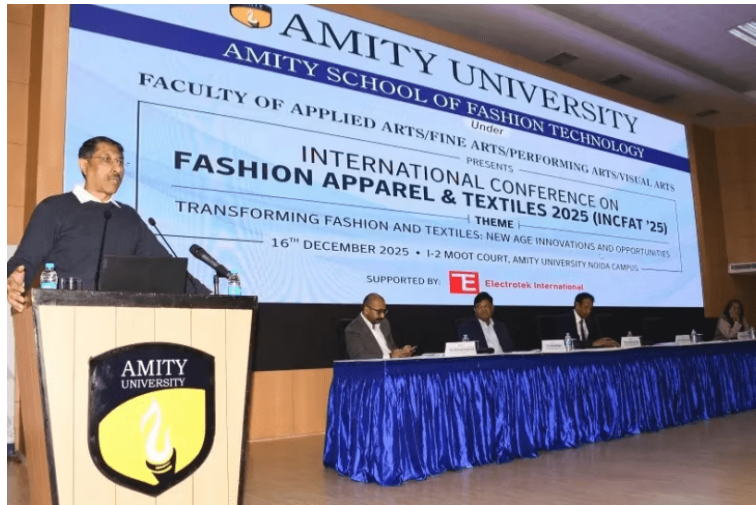 AMITY UNIVERSITY
AMITY SCHOOL OF FASHION TECHNOLOGY
Under
FACULTY OF APPLIED ARTS/FINE ARTS/PERFORMING ARTS/VISUAL ARTS
PRESENTS
INTERNATIONAL CONFERENCE ON
FASHION APPAREL & TEXTILES 2025 (INCFAT '25)
THEME
TRANSFORMING FASHION AND TEXTILES: NEW AGE INNOVATIONS AND OPPORTUNITIES
16TH DECEMBER 2025 • I-2 MOOT COURT, AMITY UNIVERSITY NOIDA CAMPUS
SUPPORTED BY: Electrotek International
AMITY
UNIVERSITY